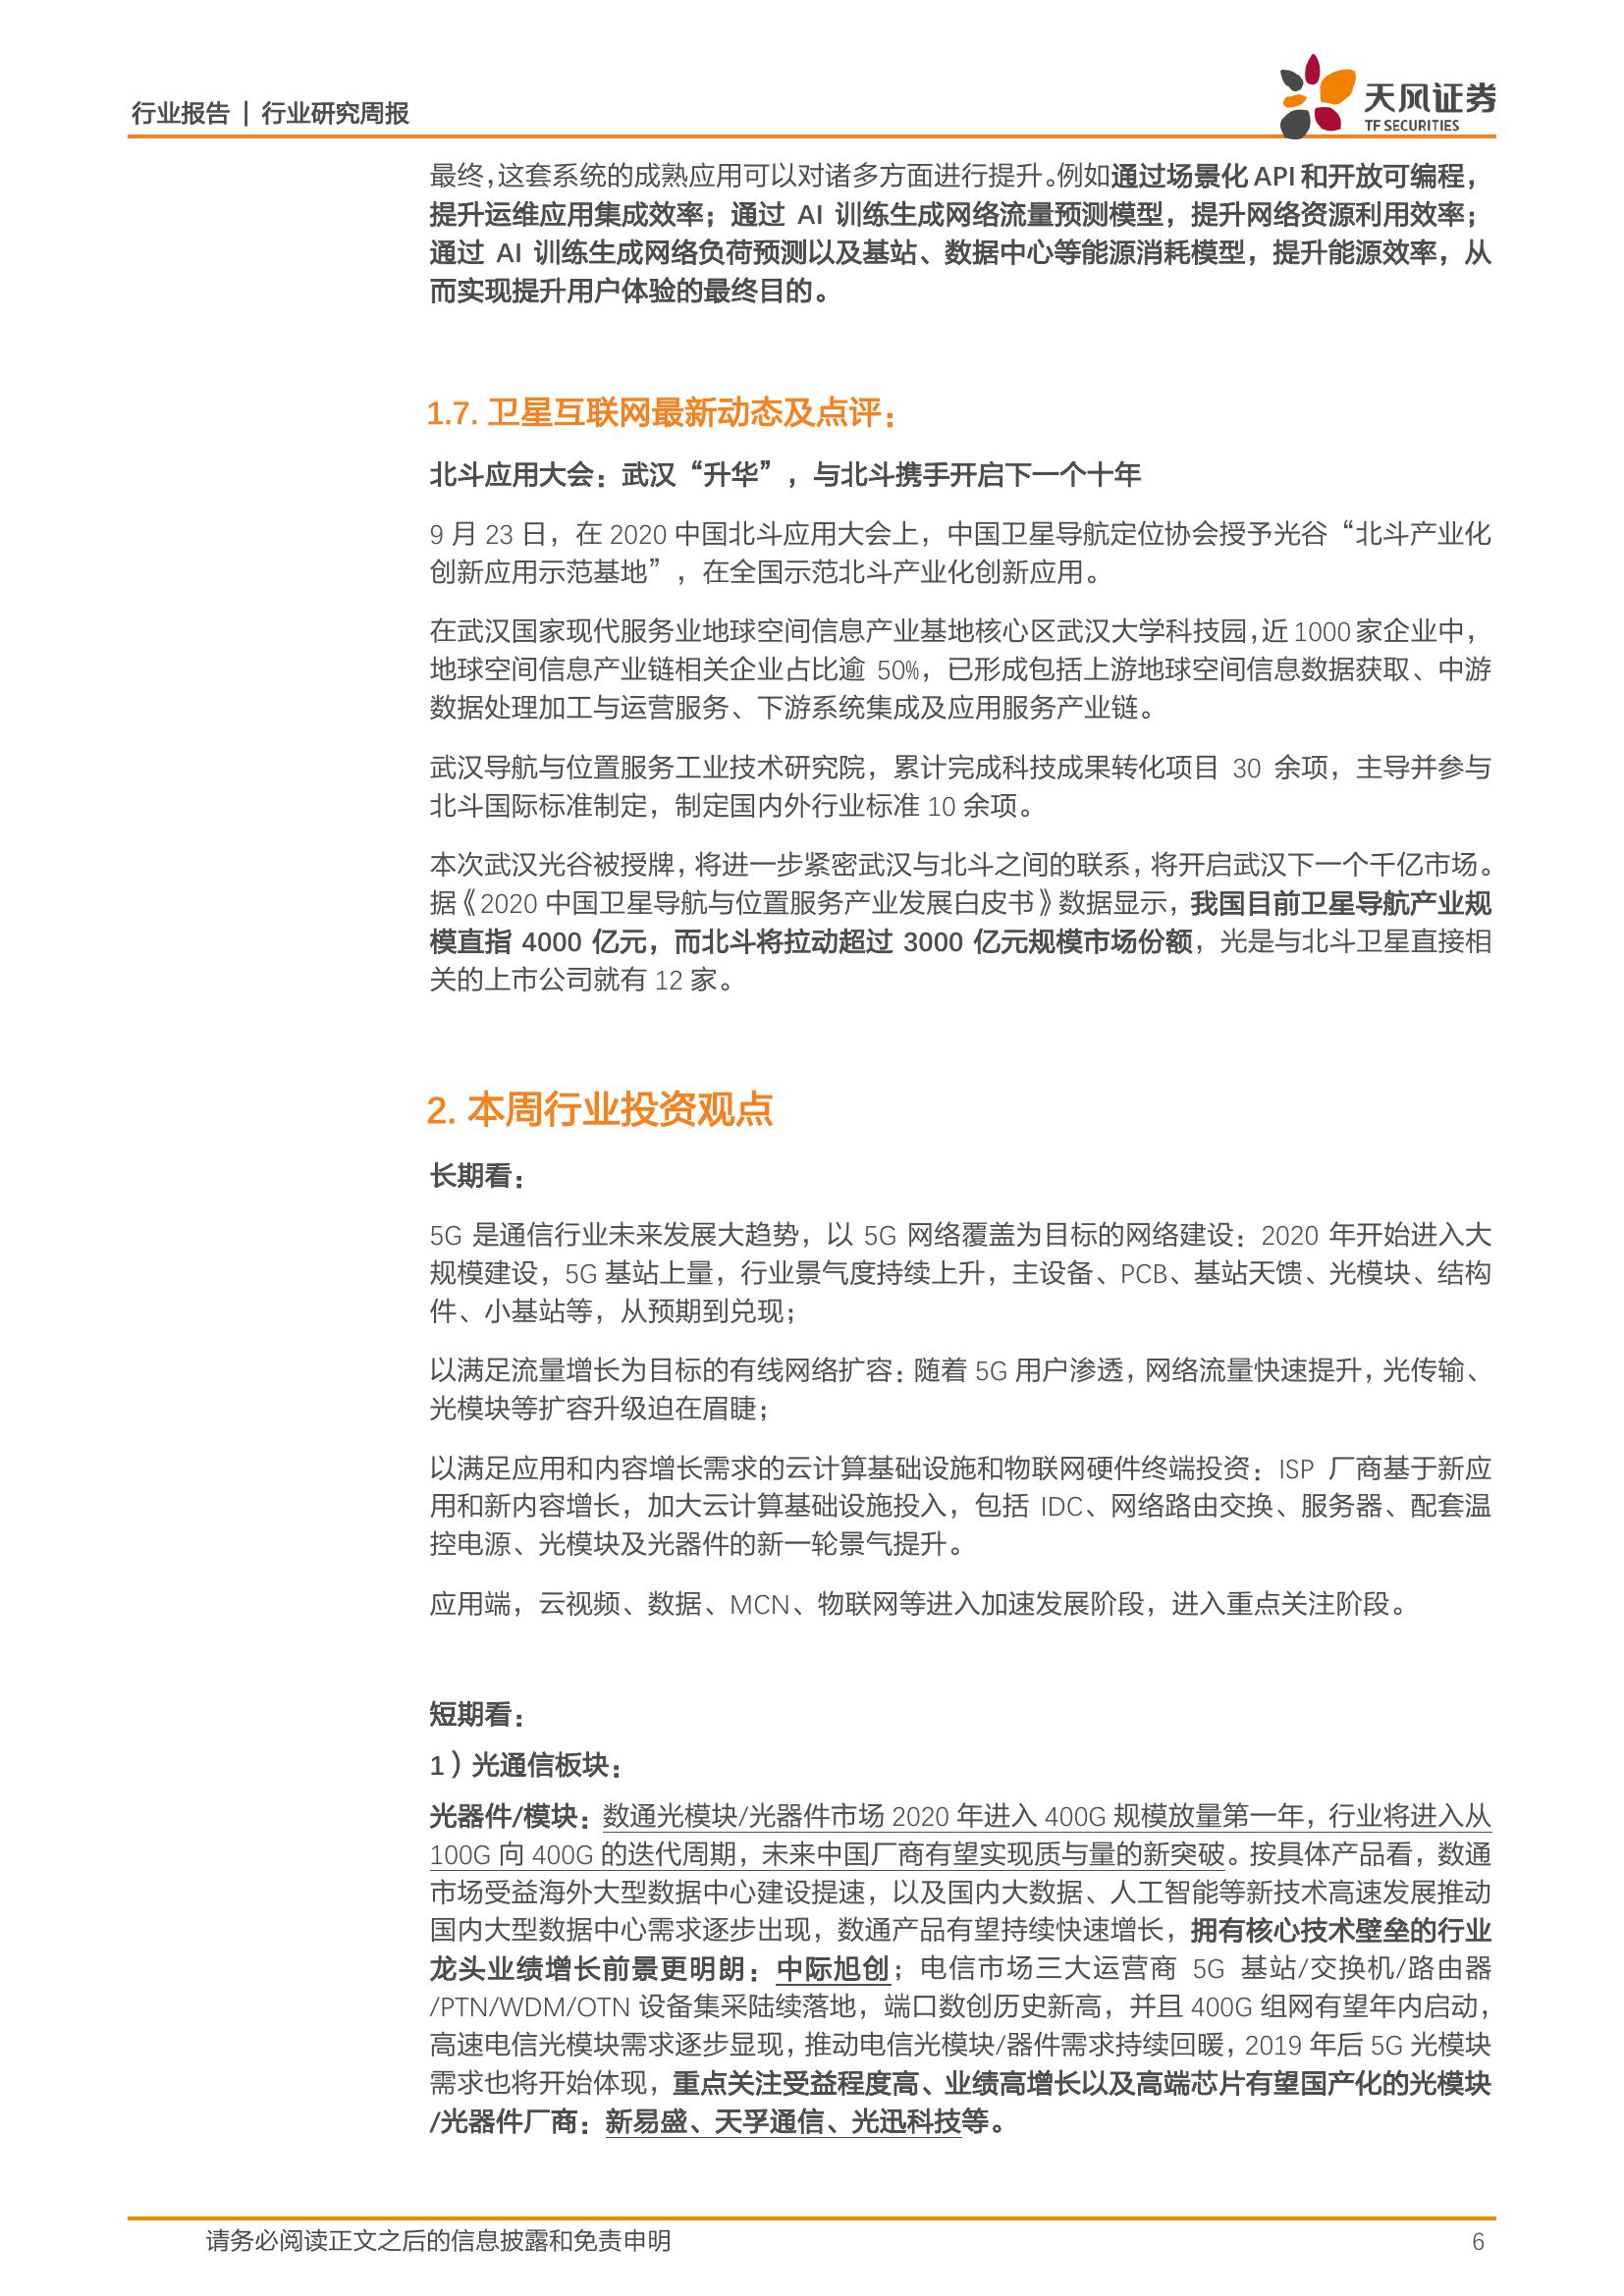 行业报告 | 行业研究周报
天风证券
TF SECURITIES
最终，这套系统的成熟应用可以对诸多方面进行提升。例如通过场景化 API 和开放可编程，
提升运维应用集成效率；通过 AI 训练生成网络流量预测模型，提升网络资源利用效率；
通过 AI 训练生成网络负荷预测以及基站、数据中心等能源消耗模型，提升能源效率，从
而实现提升用户体验的最终目的。
1.7. 卫星互联网最新动态及点评：
北斗应用大会：武汉“升华”，与北斗携手开启下一个十年
9 月 23 日，在 2020 中国北斗应用大会上，中国卫星导航定位协会授予光谷“北斗产业化
创新应用示范基地”，在全国示范北斗产业化创新应用。
在武汉国家现代服务业地球空间信息产业基地核心区武汉大学科技园，近 1000 家企业中，
地球空间信息产业链相关企业占比逾 50%，已形成包括上游地球空间信息数据获取、中游
数据处理加工与运营服务、下游系统集成及应用服务产业链。
武汉导航与位置服务工业技术研究院，累计完成科技成果转化项目 30 余项，主导并参与
北斗国际标准制定，制定国内外行业标准 10 余项。
本次武汉光谷被授牌，将进一步紧密武汉与北斗之间的联系，将开启武汉下一个千亿市场。
据《2020 中国卫星导航与位置服务产业发展白皮书》数据显示，我国目前卫星导航产业规
模直指 4000 亿元，而北斗将拉动超过 3000 亿元规模市场份额，光是与北斗卫星直接相
关的上市公司就有 12 家。
2. 本周行业投资观点
长期看：
5G 是通信行业未来发展大趋势，以 5G 网络覆盖为目标的网络建设：2020 年开始进入大
规模建设，5G 基站上量，行业景气度持续上升，主设备、PCB、基站天馈、光模块、结构
件、小基站等，从预期到兑现；
以满足流量增长为目标的有线网络扩容：随着 5G 用户渗透，网络流量快速提升，光传输、
光模块等扩容升级迫在眉睫；
以满足应用和内容增长需求的云计算基础设施和物联网硬件终端投资：ISP 厂商基于新应
用和新内容增长，加大云计算基础设施投入，包括 IDC、网络路由交换、服务器、配套温
控电源、光模块及光器件的新一轮景气提升。
应用端，云视频、数据、MCN、物联网等进入加速发展阶段，进入重点关注阶段。
短期看：
1）光通信板块：
光器件/模块：数通光模块/光器件市场 2020 年进入 400G 规模放量第一年，行业将进入从
100G 向 400G 的迭代周期，未来中国厂商有望实现质与量的新突破。按具体产品看，数通
市场受益海外大型数据中心建设提速，以及国内大数据、人工智能等新技术高速发展推动
国内大型数据中心需求逐步出现，数通产品有望持续快速增长，拥有核心技术壁垒的行业
龙头业绩增长前景更明朗：中际旭创；电信市场三大运营商 5G 基站/交换机/路由器
/PTN/WDM/OTN 设备集采陆续落地，端口数创历史新高，并且 400G 组网有望年内启动，
高速电信光模块需求逐步显现，推动电信光模块/器件需求持续回暖，2019 年后 5G 光模块
需求也将开始体现，重点关注受益程度高、业绩高增长以及高端芯片有望国产化的光模块
/光器件厂商：新易盛、天孚通信、光迅科技等。
请务必阅读正文之后的信息披露和免责申明
6